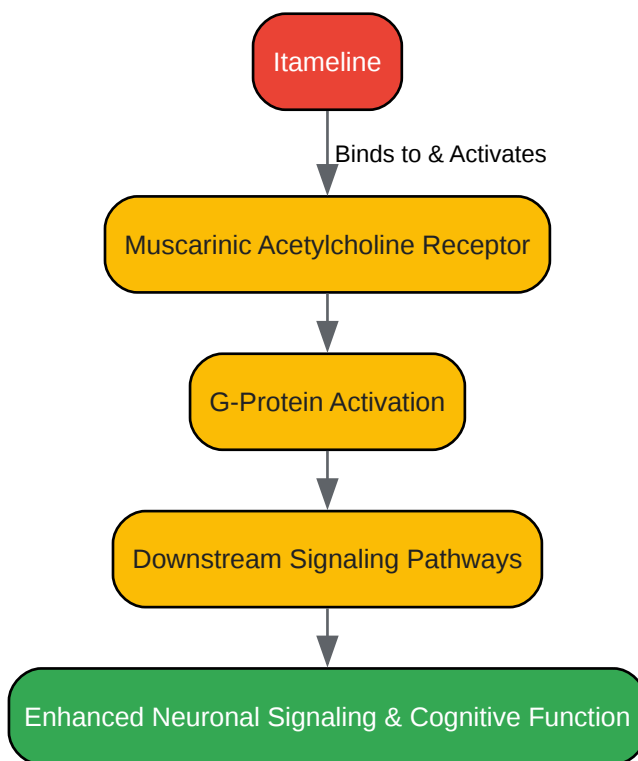 Itameline
Binds to & Activates
Muscarinic Acetylcholine Receptor
G-Protein Activation
Downstream Signaling Pathways
Enhanced Neuronal Signaling & Cognitive Function